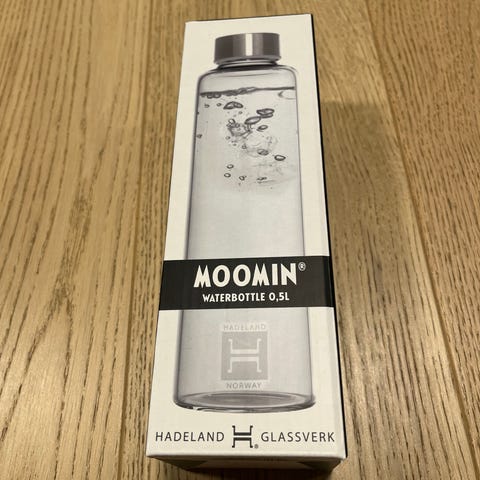 MOOMIN®
WATERBOTTLE 0,5L
HADELAND
H
NORWAY
HADELAND H GLASSVERK